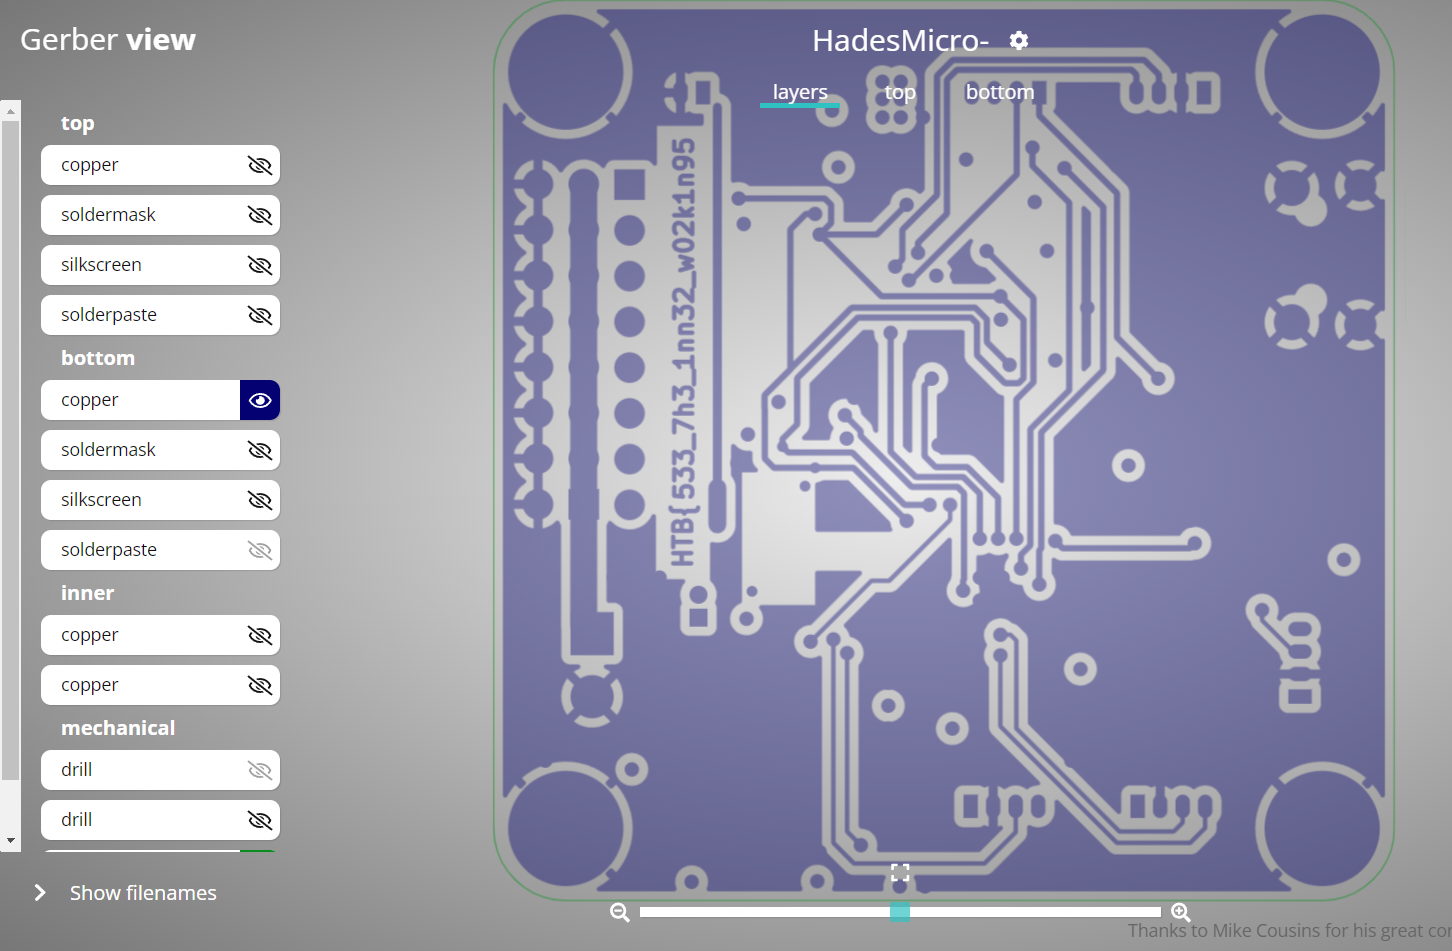 Gerber view
HadesMicro-
layers
top
bottom
top
copper
soldermask
silkscreen
solderpaste
bottom
copper
soldermask
silkscreen
solderpaste
inner
copper
copper
mechanical
drill
drill
Show filenames
HTB{533_7h3_1nn32_w02k1n95
Thanks to Mike Cousins for his great cor